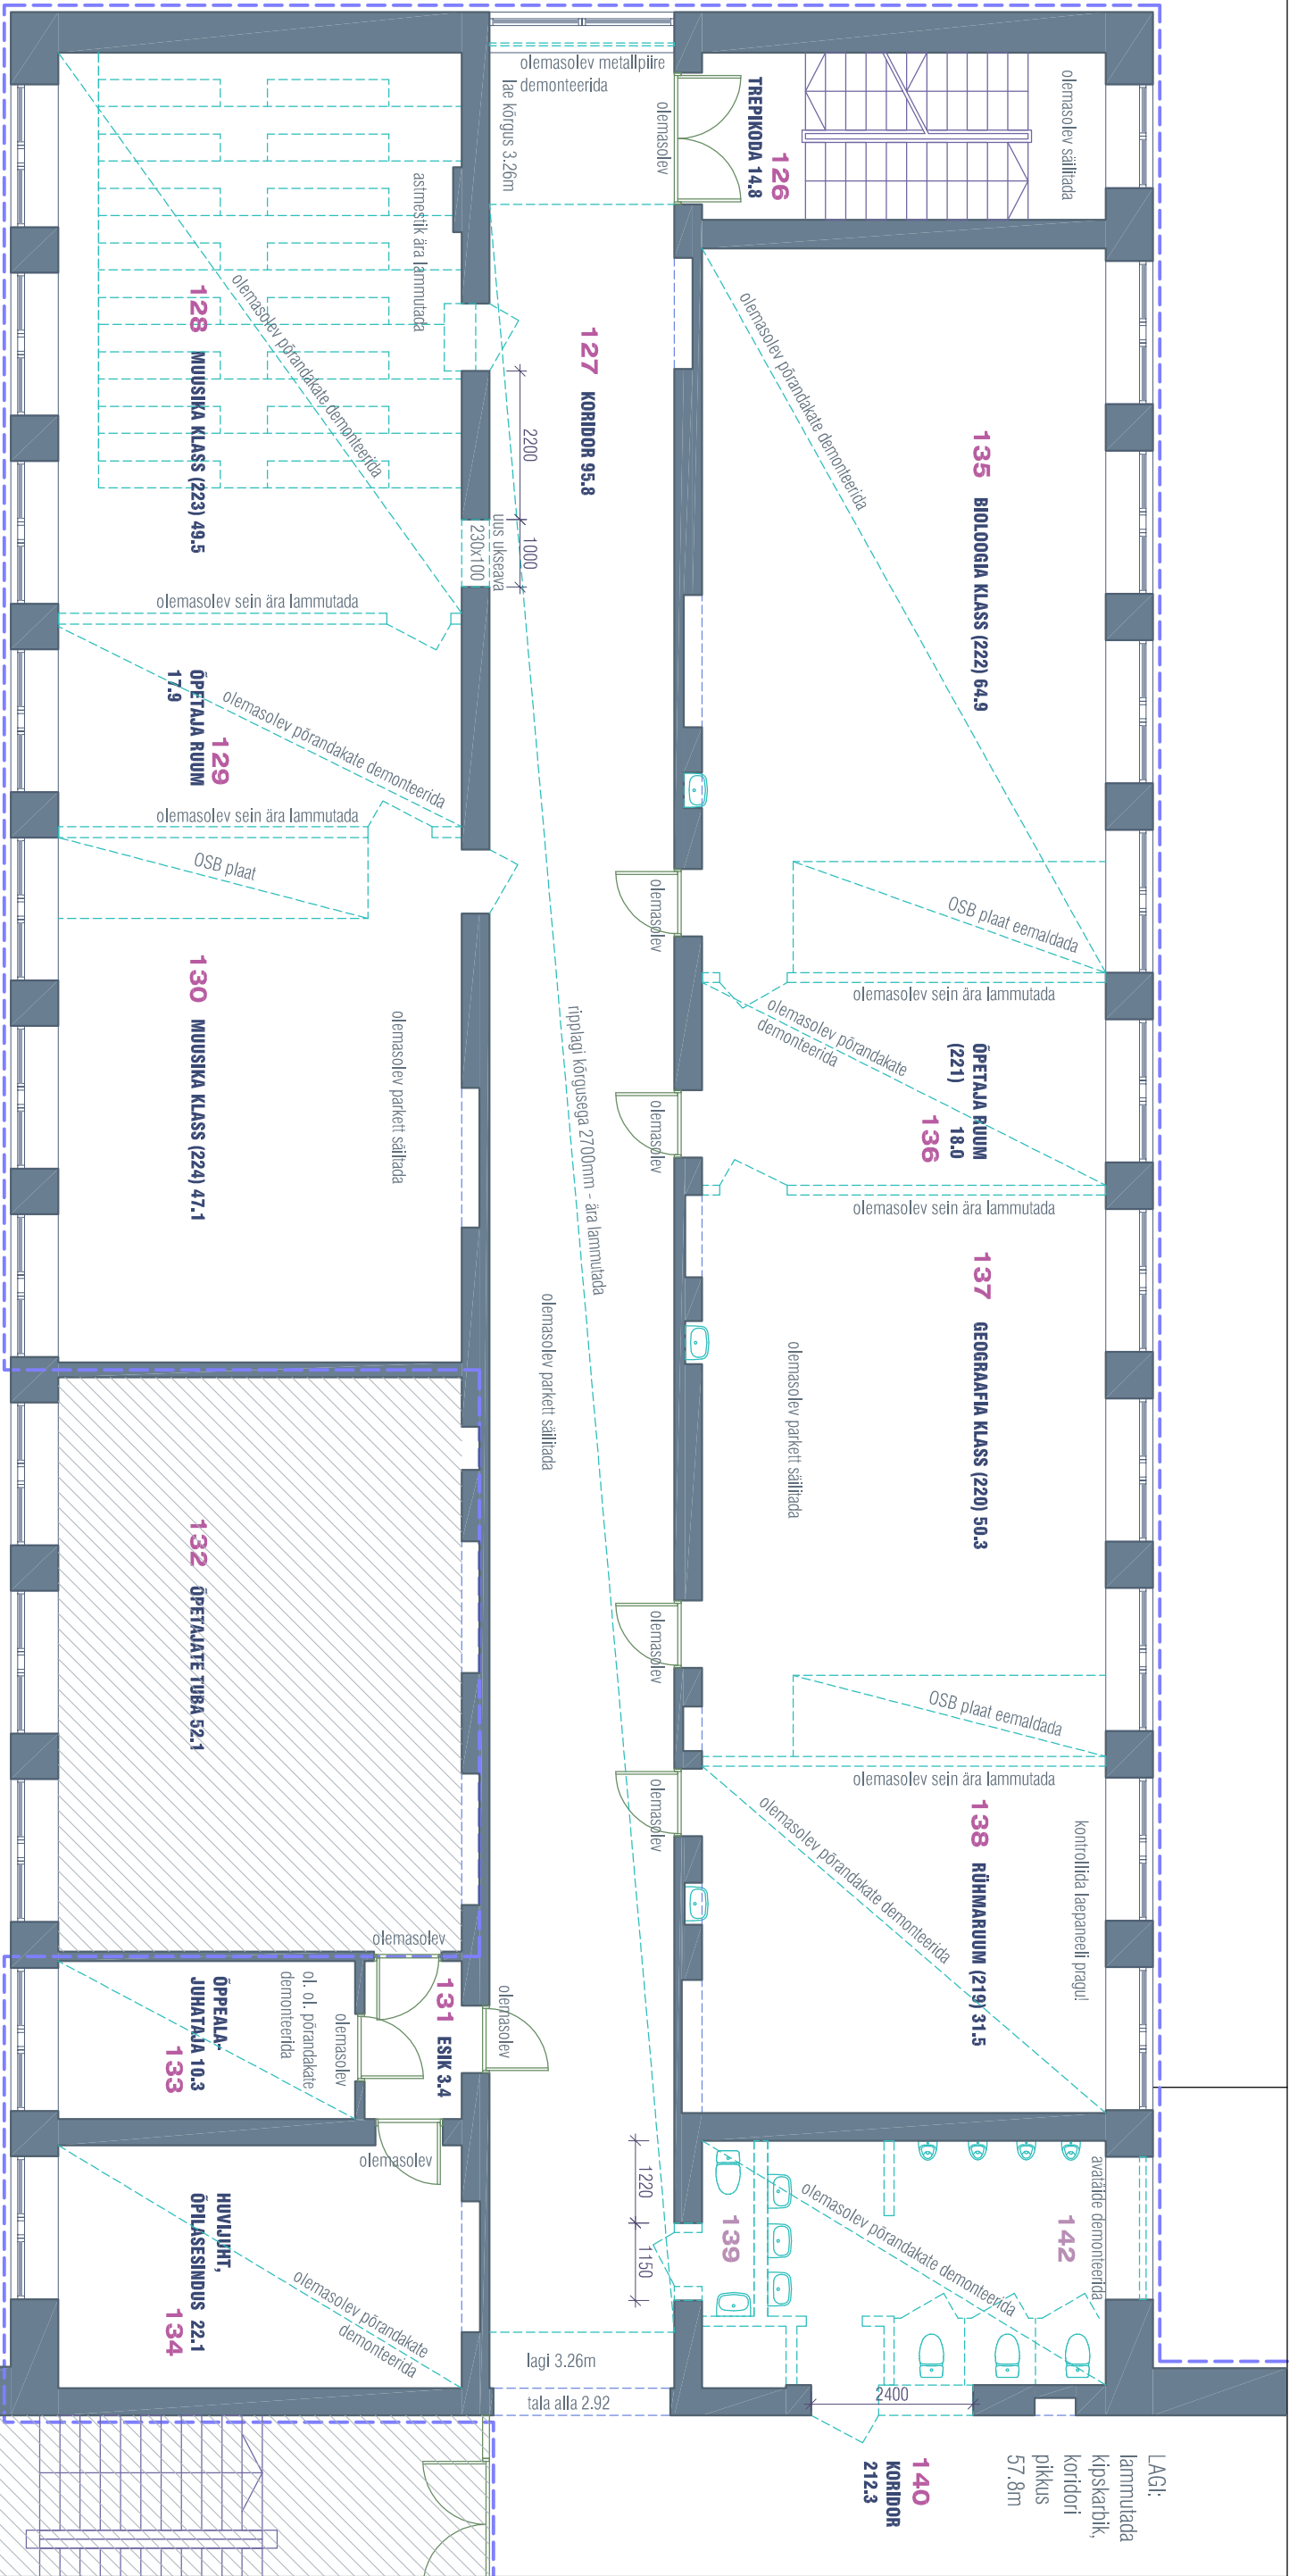 olemasolev säilitada
126
TREPIKODA 14.8
olemasolev
olemasolev metallpiire
demonteerida
lae kõrgus 3.26m
astmestik ära lammutada
olemasolev põrandakate demonteerida
128 MUUSIKA KLASS (223) 49.5
127 KORIDOR 95.8
2200
1000
uus ukseava
230x100
135 BIOLOOGIA KLASS (222) 64.9
olemasolev põrandakate demonteerida
OSB plaat eemaldada
olemasolev sein ära lammutada
olemasolev sein ära lammutada
129
ÕPETAJA RUUM
17.9
olemasolev põrandakate demonteerida
olemasolev sein ära lammutada
OSB plaat
olemasolev
olemasolev põrandakate
demonteerida
ÕPETAJA RUUM
(221) 18.0
136
olemasolev
olemasolev sein ära lammutada
130 MUUSIKA KLASS (224) 47.1
olemasolev parkett säilitada
ripplagi kõrgusega 2700mm - ära lammutada
olemasolev parkett säilitada
137 GEOGRAAFIA KLASS (220) 50.3
olemasolev parkett säilitada
olemasolev
OSB plaat eemaldada
olemasolev sein ära lammutada
132 ÕPETAJATE TUBA 52.1
olemasolev
kontrollida laepaneeli pragu!
138 RÜHMARUUM (219) 31.5
olemasolev põrandakate demonteerida
olemasolev
131 ESIK 3.4
olemasolev
olemasolev
ol. ol. põrandakate
demonteerida
ÕPPEALA-
JUHATAJA 10.3
133
olemasolev
HUVIJUHT,
ÕPILASESINDUS 22.1
134
olemasolev põrandakate
demonteerida
1220
1150
139
142
avatäide demonteerida
olemasolev põrandakate demonteerida
lagi 3.26m
tala alla 2.92
2400
140
KORIDOR
212.3
LAGI:
lammutada
kipskarbik,
koridori
pikkus
57.8m